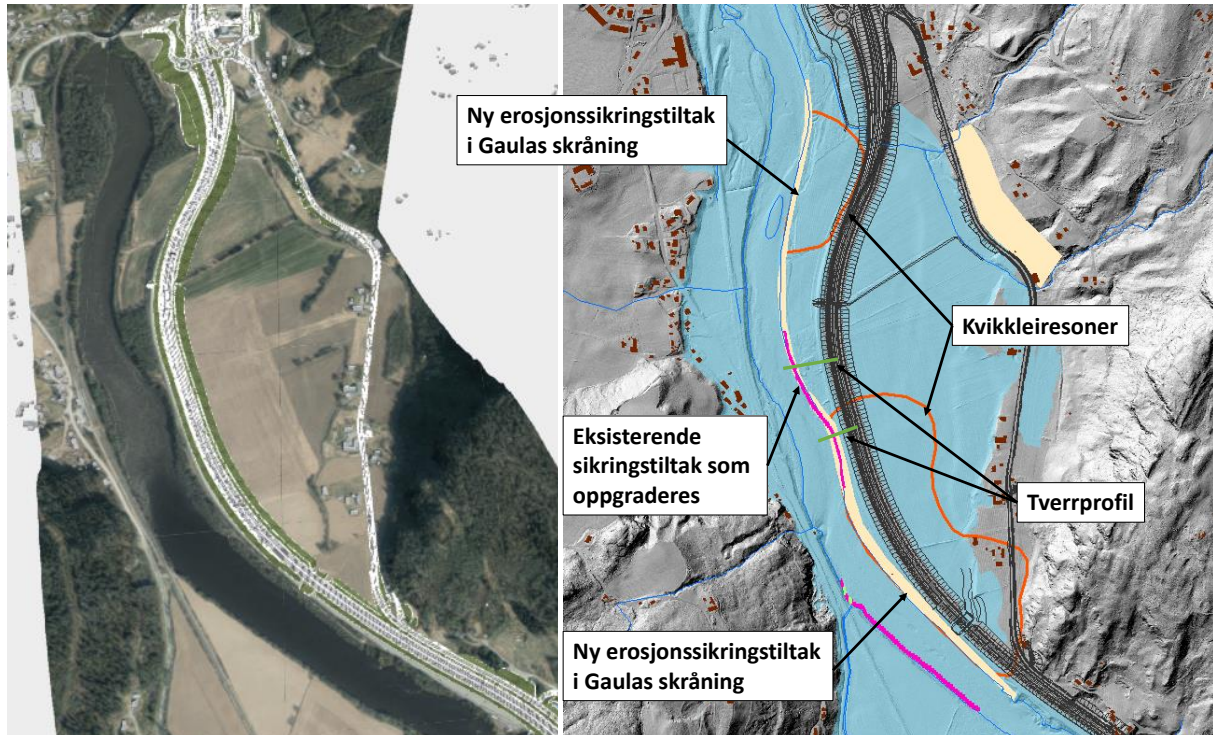 Ny erosjonssikringstiltak
i Gaulas skråning
Kvikkleiresoner
Eksisterende
sikringstiltak som
oppgraderes
Tverrprofil
Ny erosjonssikringstiltak
i Gaulas skråning